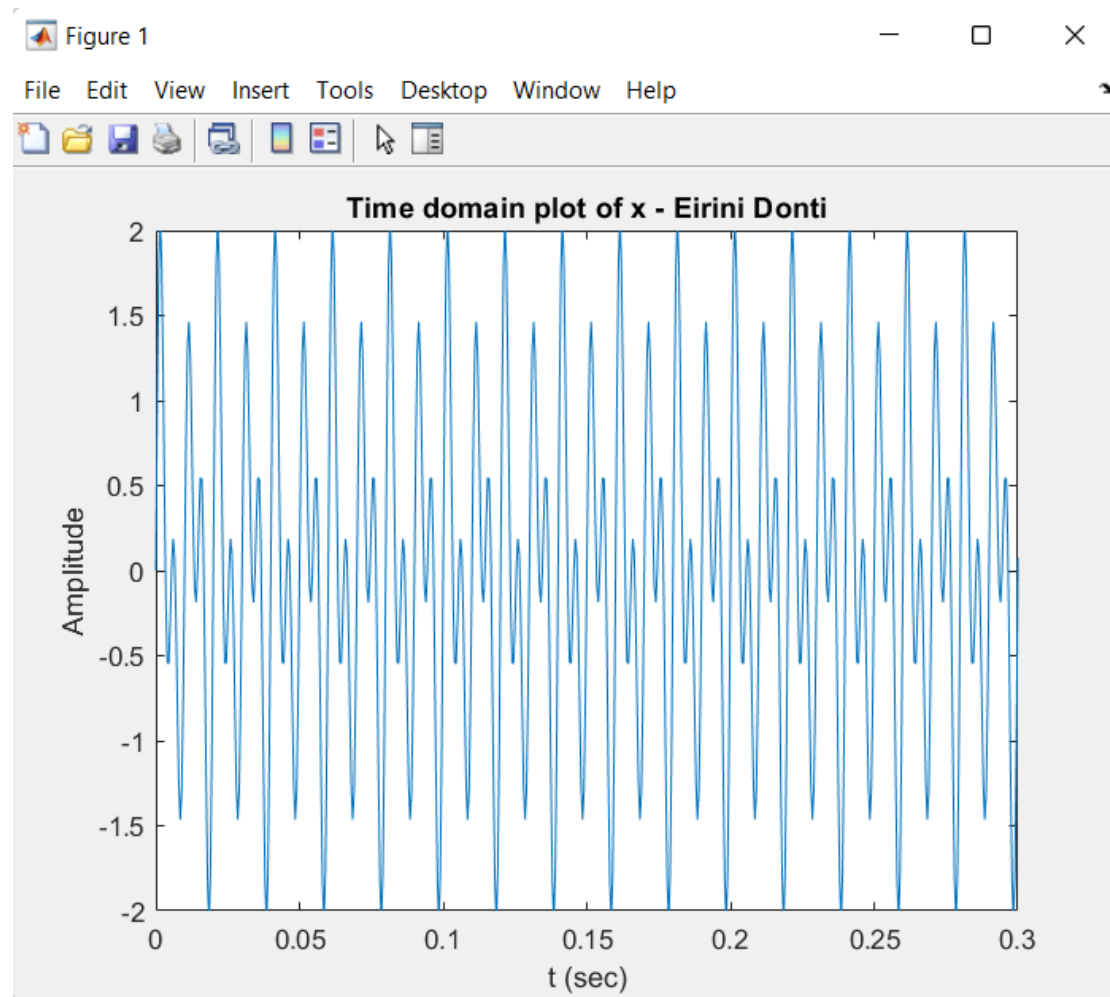 Figure 1
File Edit View Insert Tools Desktop Window Help
Time domain plot of x - Eirini Donti
2
1.5
1
0.5
0
-0.5
-1
-1.5
-2
Amplitude
0 0.05 0.1 0.15 0.2 0.25 0.3
t (sec)